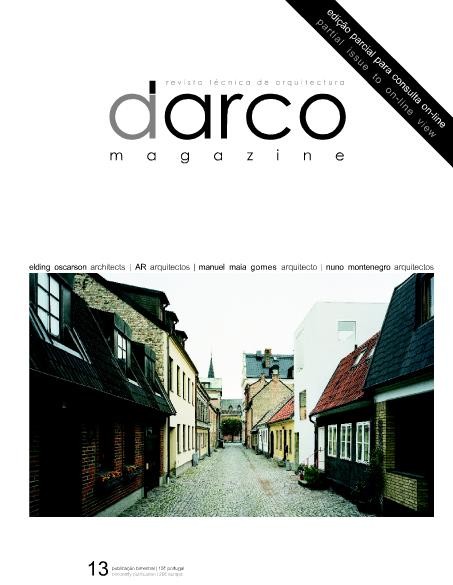 edição parcial para consulta on-line
partial issue to on-line view
revista técnica de arquitectura
darco
magazine
elding oscarson architects | AR arquitectos | manuel maia gomes arquitecto | nuno montenegro arquitectos
13
publicação bimestral | 10€ portugal